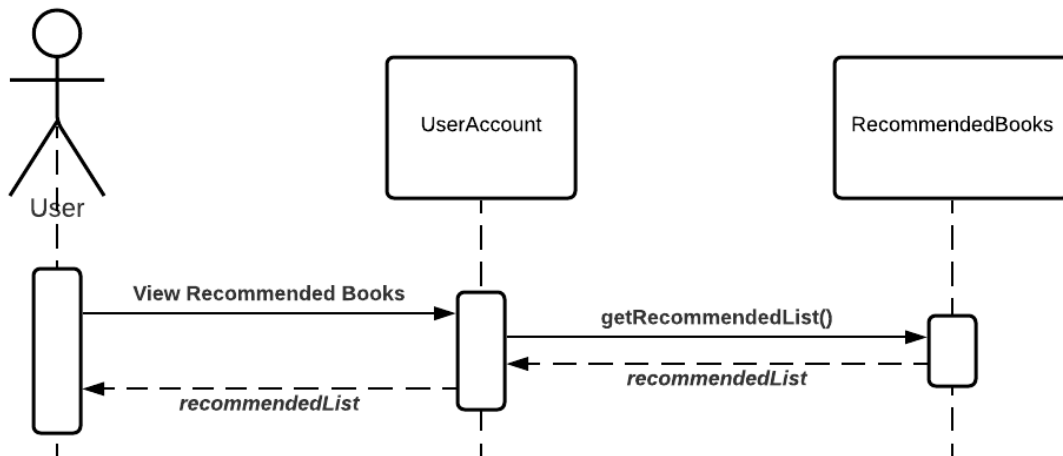 UserAccount
RecommendedBooks
User
View Recommended Books
getRecommendedList()
recommendedList
recommendedList